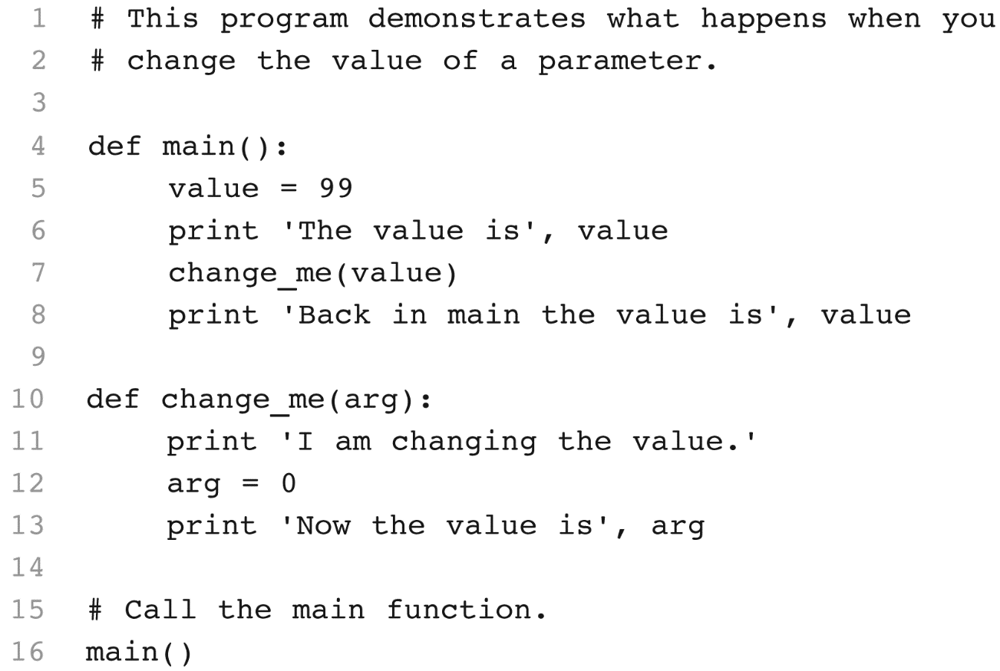 1 # This program demonstrates what happens when you
2 # change the value of a parameter.
3
4 def main():
5     value = 99
6     print 'The value is', value
7     change_me(value)
8     print 'Back in main the value is', value
9
10 def change_me(arg):
11     print 'I am changing the value.'
12     arg = 0
13     print 'Now the value is', arg
14
15 # Call the main function.
16 main()